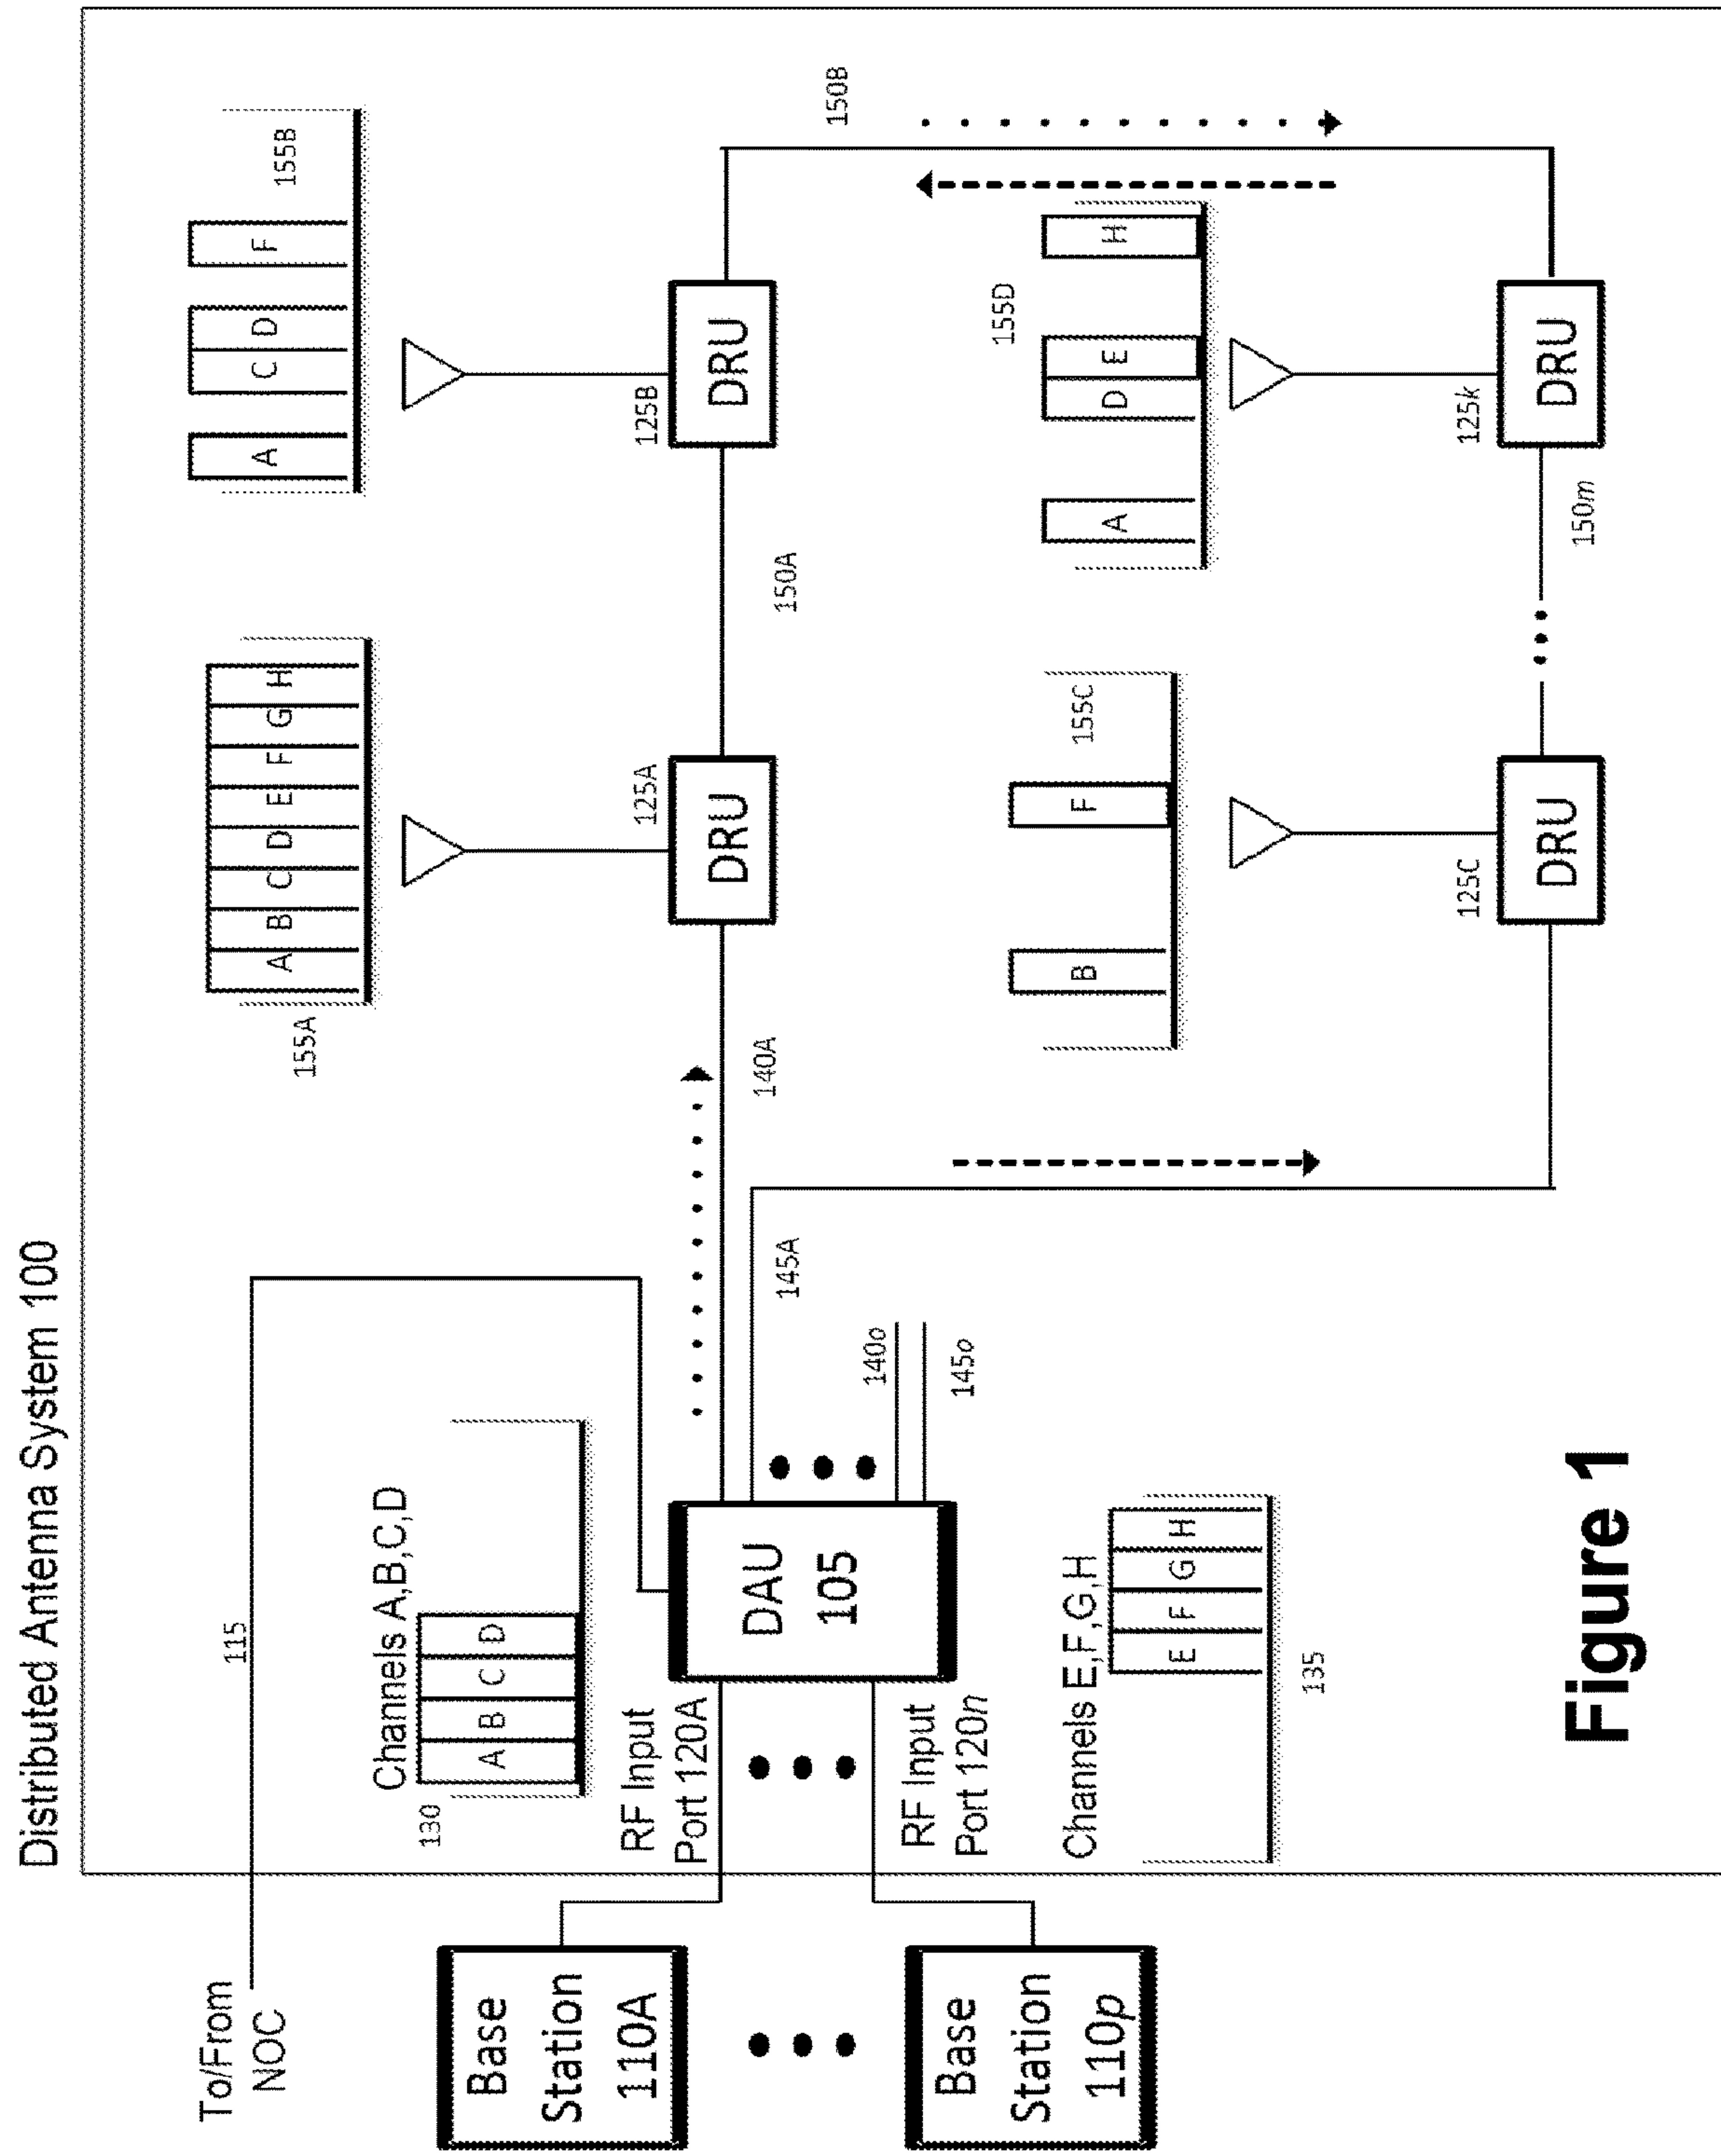 Distributed Antenna System 100
To/From
NOC
115
155A
A B C D E F G H
155B
A C D F
Channels A,B,C,D
130
A B C D
RF Input
Port 120A
Base
Station
110A
DAU
105
140A
125A
DRU
150A
125B
DRU
150B
145A
140o
145o
RF Input
Port 120n
Base
Station
110p
Channels E,F,G,H
E F G H
135
155C
B F
125C
DRU
155D
A D E H
150m
125k
DRU
Figure 1